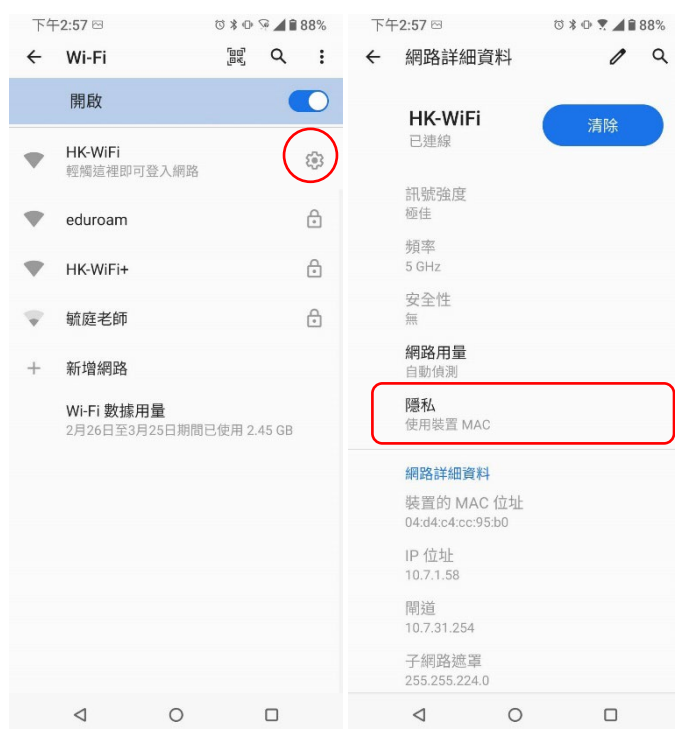 下午2:57
88%
Wi-Fi
開啟
HK-WiFi
輕觸這裡即可登入網路
eduroam
HK-WiFi+
毓庭老師
新增網路
Wi-Fi 數據用量
2月26日至3月25日期間已使用 2.45 GB
下午2:57
88%
網路詳細資料
HK-WiFi
已連線
清除
訊號強度
極佳
頻率
5 GHz
安全性
無
網路用量
自動偵測
隱私
使用裝置 MAC
網路詳細資料
裝置的 MAC 位址
04:d4:c4:cc:95:b0
IP 位址
10.7.1.58
閘道
10.7.31.254
子網路遮罩
255.255.224.0